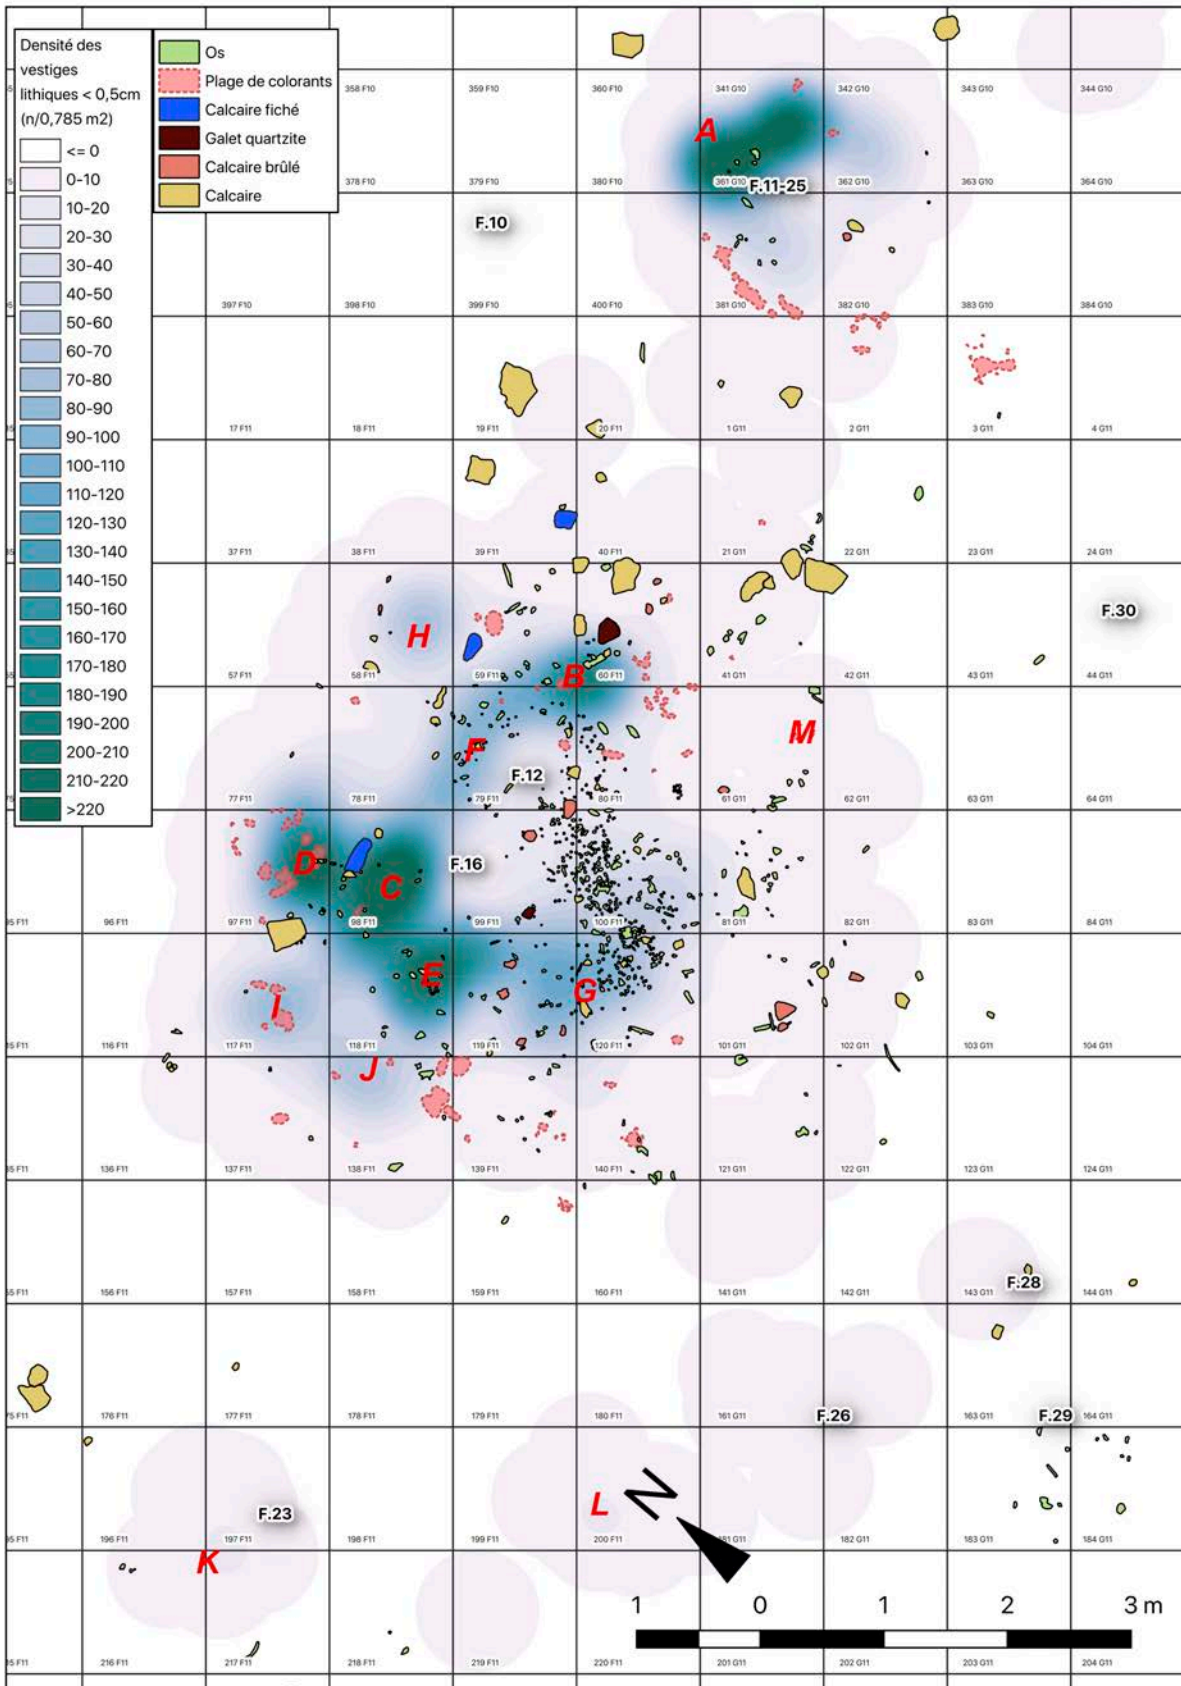 Densité des
vestiges
lithiques < 0,5cm
(n/0,785 m2)
<= 0
0-10
10-20
20-30
30-40
40-50
50-60
60-70
70-80
80-90
90-100
100-110
110-120
120-130
130-140
140-150
150-160
160-170
170-180
180-190
190-200
200-210
210-220
>220
Os
Plage de colorants
Calcaire fiché
Galet quartzite
Calcaire brûlé
Calcaire
358 F10 359 F10 360 F10 341 G10 342 G10 343 G10 344 G10
A
378 F10 379 F10 380 F10 361 G10 F.11-25 362 G10 363 G10 364 G10
F.10
397 F10 398 F10 399 F10 400 F10 381 G10 382 G10 383 G10 384 G10
17 F11 18 F11 19 F11 20 F11 1 G11 2 G11 3 G11 4 G11
37 F11 38 F11 39 F11 40 F11 21 G11 22 G11 23 G11 24 G11
F.30
H
57 F11 58 F11 59 F11 B 60 F11 41 G11 42 G11 43 G11 44 G11
M
F
F.12
77 F11 78 F11 79 F11 80 F11 61 G11 62 G11 63 G11 64 G11
D C F.16
96 F11 97 F11 98 F11 99 F11 100 F11 81 G11 82 G11 83 G11 84 G11
E
I G
116 F11 117 F11 118 F11 119 F11 120 F11 101 G11 102 G11 103 G11 104 G11
J
136 F11 137 F11 138 F11 139 F11 140 F11 121 G11 122 G11 123 G11 124 G11
F.28
156 F11 157 F11 158 F11 159 F11 160 F11 142 G11 143 G11 144 G11
176 F11 177 F11 178 F11 179 F11 180 F11 161 G11 F.26 163 G11 F.29 164 G11
L N
F.23
196 F11 197 F11 198 F11 199 F11 200 F11 181 G11 182 G11 183 G11 184 G11
K
1 0 1 2 3 m
216 F11 217 F11 218 F11 219 F11 220 F11 201 G11 202 G11 203 G11 204 G11